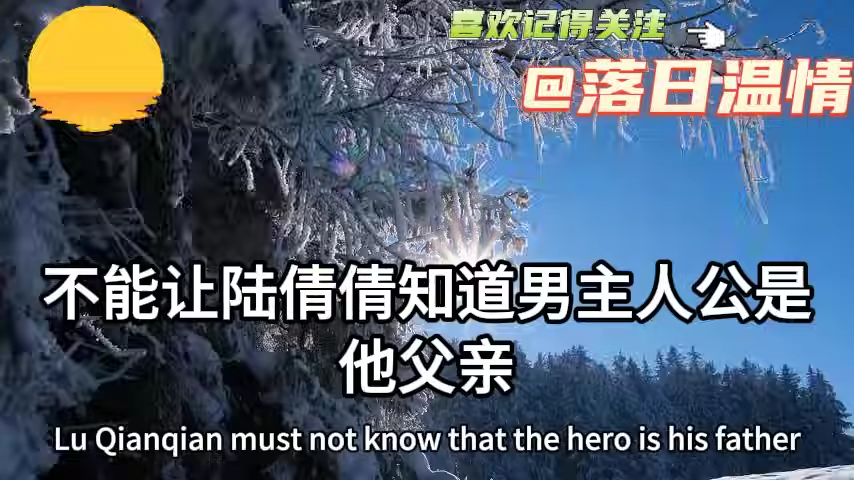 喜欢记得关注
@落日温情
不能让陆倩倩知道男主人公是
他父亲
Lu Qianqian must not know that the hero is his father